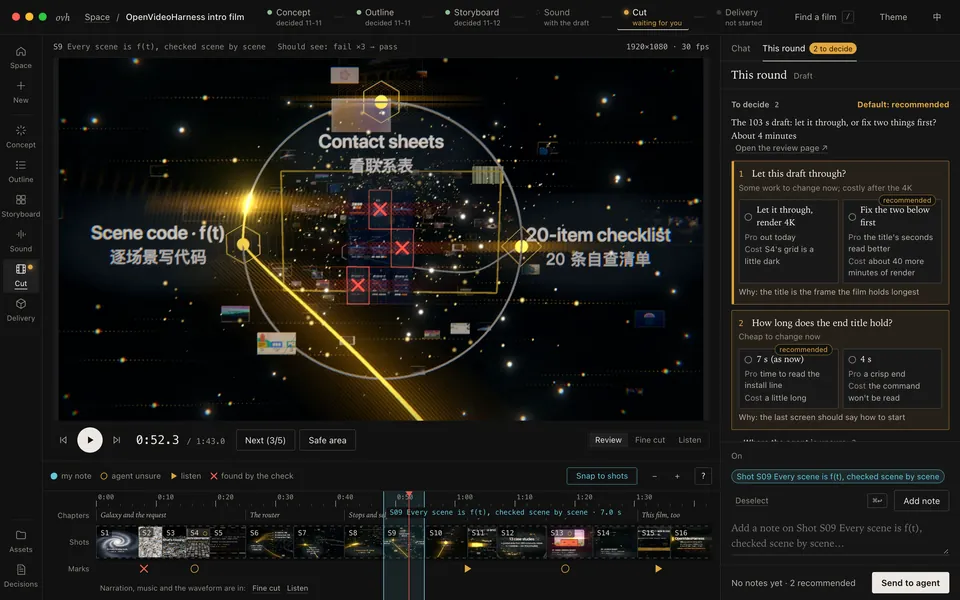 ovh Space / OpenVideoHarness intro film
Concept
decided 11-11
Outline
decided 11-11
Storyboard
decided 11-12
Sound
with the draft
Cut
waiting for you
Delivery
not started
Find a film /
Theme
中
Space
New
Concept
Outline
Storyboard
Sound
Cut
Delivery
Assets
Decisions
S9 Every scene is f(t), checked scene by scene Should see: fail ×3 → pass
1920×1080 · 30 fps
Contact sheets
看联系表
Scene code · f(t)
逐场景写代码
20-item checklist
20 条自查清单
0:52.3 / 1:43.0
Next (3/5)
Safe area
Review
Fine cut
Listen
my note
agent unsure
listen
found by the check
Snap to shots
−
+
?
0:00 0:10 0:20 0:30 0:40 0:50 1:00 1:10 1:20 1:30
Chapters
Galaxy and the request
The router
This film, too
S09 Every scene is f(t), checked scene by scene · 7.0 s
Shots
S1 S2 S3 S4 S5 S6 S7 S8 S9 S10 S11 S12 S13 S14 S15 S16
Marks
Narration, music and the waveform are in: Fine cut Listen
Chat
This round
2 to decide
This round Draft
To decide 2
Default: recommended
The 103 s draft: let it through, or fix two things first?
About 4 minutes
Open the review page ↗
1 Let this draft through?
Some work to change now; costly after the 4K
Let it through,
render 4K
Pro out today
Cost S4's grid is a
little dark
recommended
Fix the two below
first
Pro the title's seconds
read better
Cost about 40 more
minutes of render
Why: the title is the frame the film holds longest
2 How long does the end title hold?
Cheap to change now
recommended
7 s (as now)
Pro time to read the
install line
Cost a little long
4 s
Pro a crisp end
Cost the command
won't be read
Why: the last screen should say how to start
On
Shot S09 Every scene is f(t), checked scene by scene
Deselect
Add note
Add a note on Shot S09 Every scene is f(t),
checked scene by scene…
No notes yet · 2 recommended
Send to agent